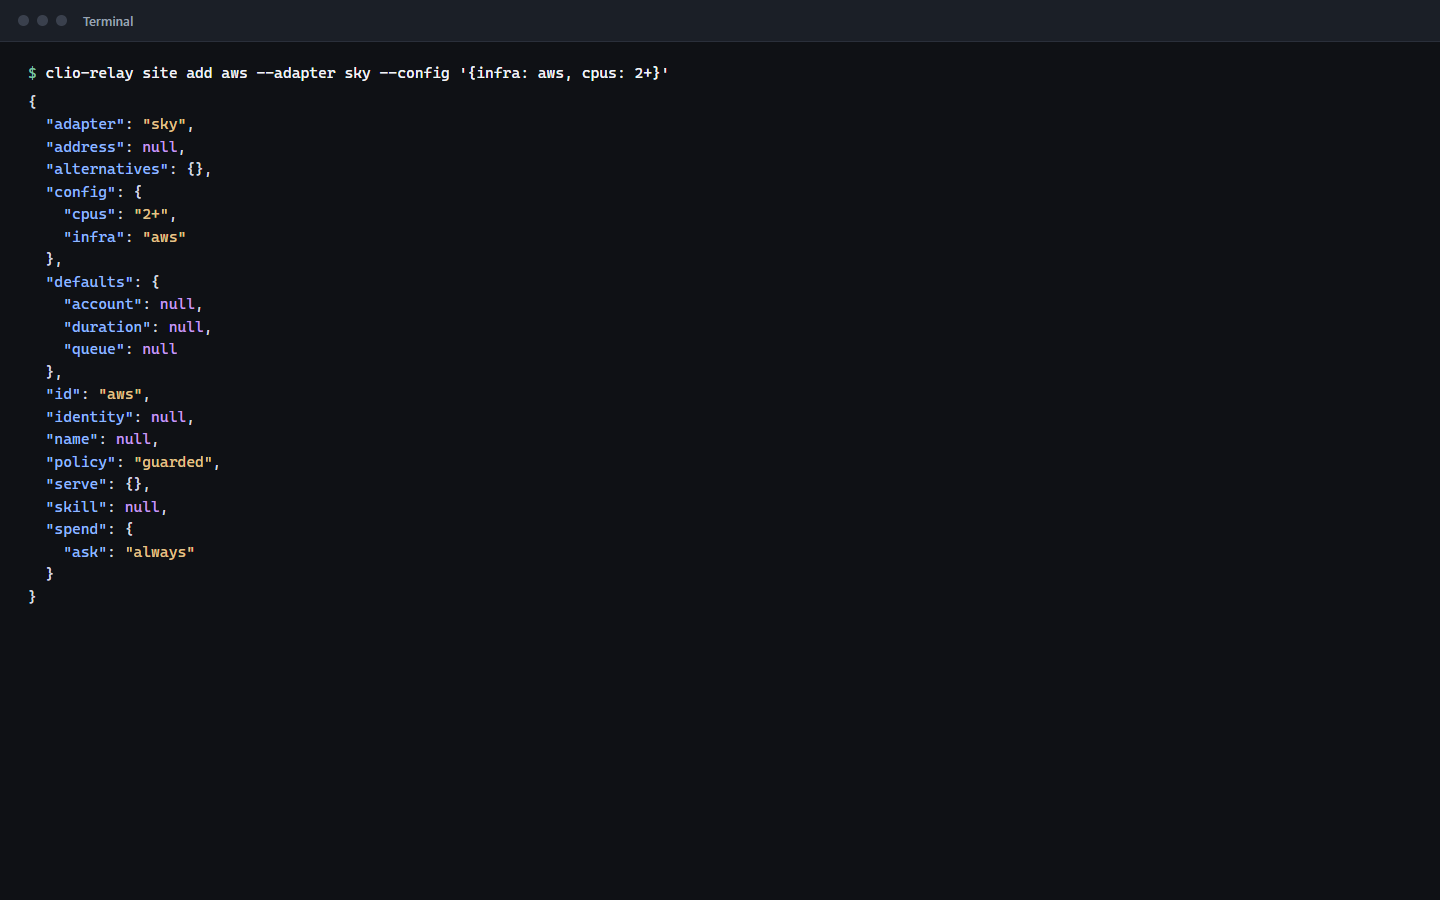 Terminal
$ clio-relay site add aws --adapter sky --config '{infra: aws, cpus: 2+}'
{
  "adapter": "sky",
  "address": null,
  "alternatives": {},
  "config": {
    "cpus": "2+",
    "infra": "aws"
  },
  "defaults": {
    "account": null,
    "duration": null,
    "queue": null
  },
  "id": "aws",
  "identity": null,
  "name": null,
  "policy": "guarded",
  "serve": {},
  "skill": null,
  "spend": {
    "ask": "always"
  }
}